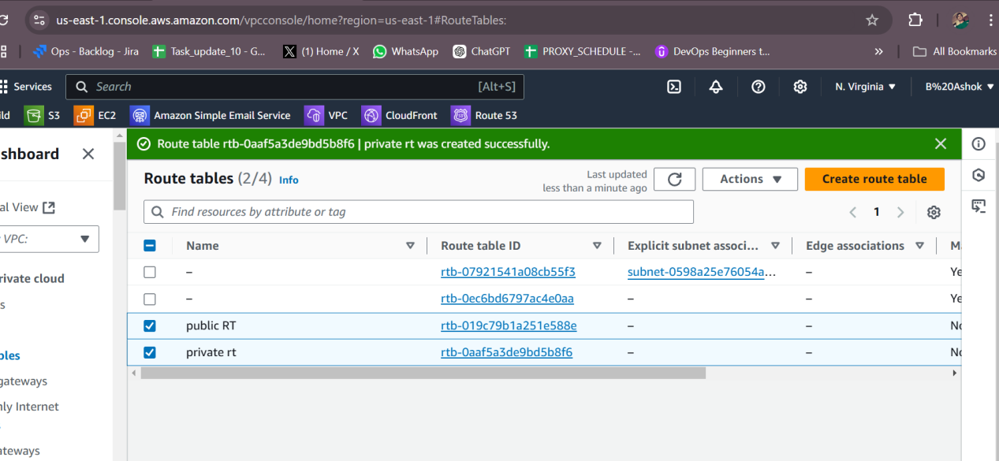 us-east-1.console.aws.amazon.com/vpcconsole/home?region=us-east-1#RouteTables:
Ops - Backlog - Jira Task_update_10 - G... (1) Home / X WhatsApp ChatGPT PROXY_SCHEDULE -... DevOps Beginners t... » All Bookmarks
Services Search [Alt+S] N. Virginia ▼ B%20Ashok ▼
ild S3 EC2 Amazon Simple Email Service VPC CloudFront Route 53
shboard
Route table rtb-0aaf5a3de9bd5b8f6 | private rt was created successfully.
Route tables (2/4) Info
Last updated
less than a minute ago
Actions ▼ Create route table
al View
Find resources by attribute or tag
1
VPC:
Name Route table ID Explicit subnet associ... Edge associations M
– rtb-07921541a08cb55f3 subnet-0598a25e76054a... – Ye
rivate cloud
– rtb-0ec6bd6797ac4e0aa – – Ye
s
public RT rtb-019c79b1a251e588e – – No
private rt rtb-0aaf5a3de9bd5b8f6 – – No
bles
gateways
nly Internet
ateways